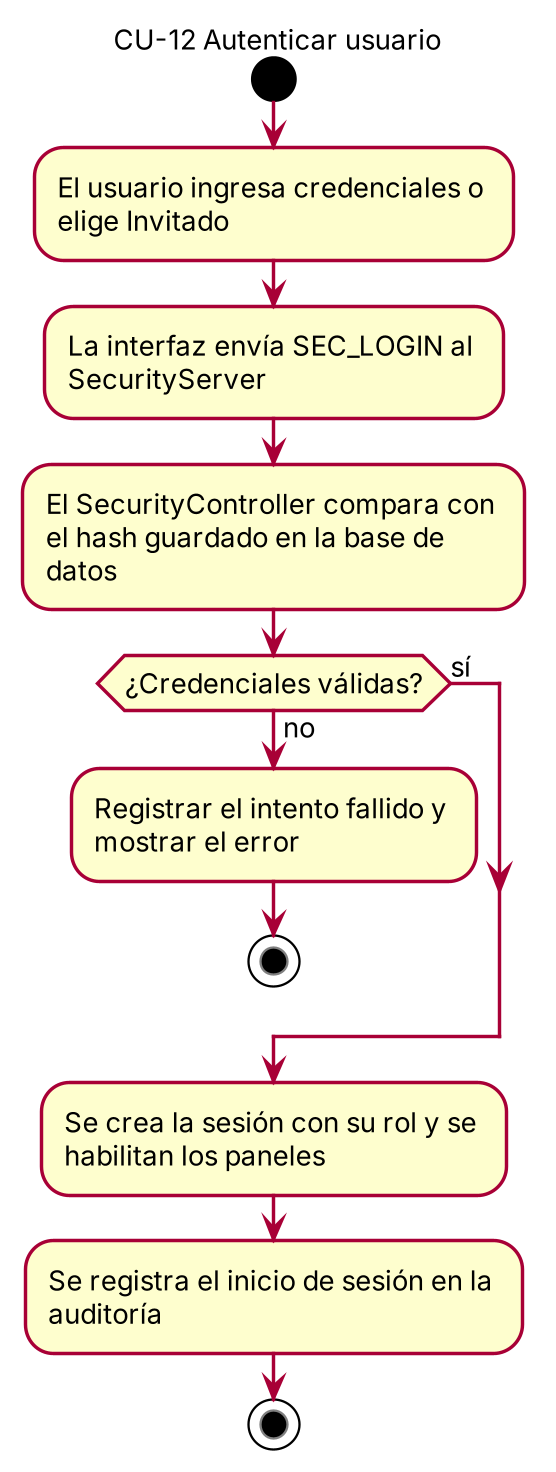 CU-12 Autenticar usuario
El usuario ingresa credenciales o
elige Invitado
La interfaz envía SEC_LOGIN al
SecurityServer
El SecurityController compara con
el hash guardado en la base de
datos
¿Credenciales válidas?
sí
no
Registrar el intento fallido y
mostrar el error
Se crea la sesión con su rol y se
habilitan los paneles
Se registra el inicio de sesión en la
auditoría